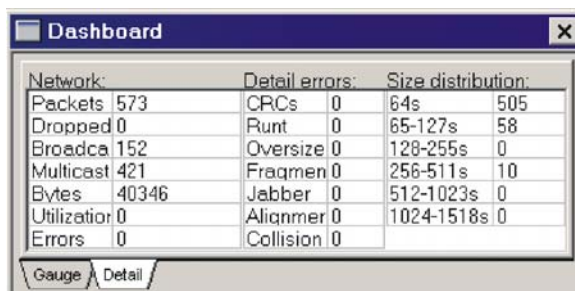 Dashboard
Network: Detail errors: Size distribution:
Packets 573 CRCs 0 64s 505
Dropped 0 Runt 0 65-127s 58
Broadca 152 Oversize 0 128-255s 0
Multicast 421 Fragmen 0 256-511s 10
Bytes 40346 Jabber 0 512-1023s 0
Utilization 0 Alignmer 0 1024-1518s 0
Errors 0 Collision 0
Gauge Detail